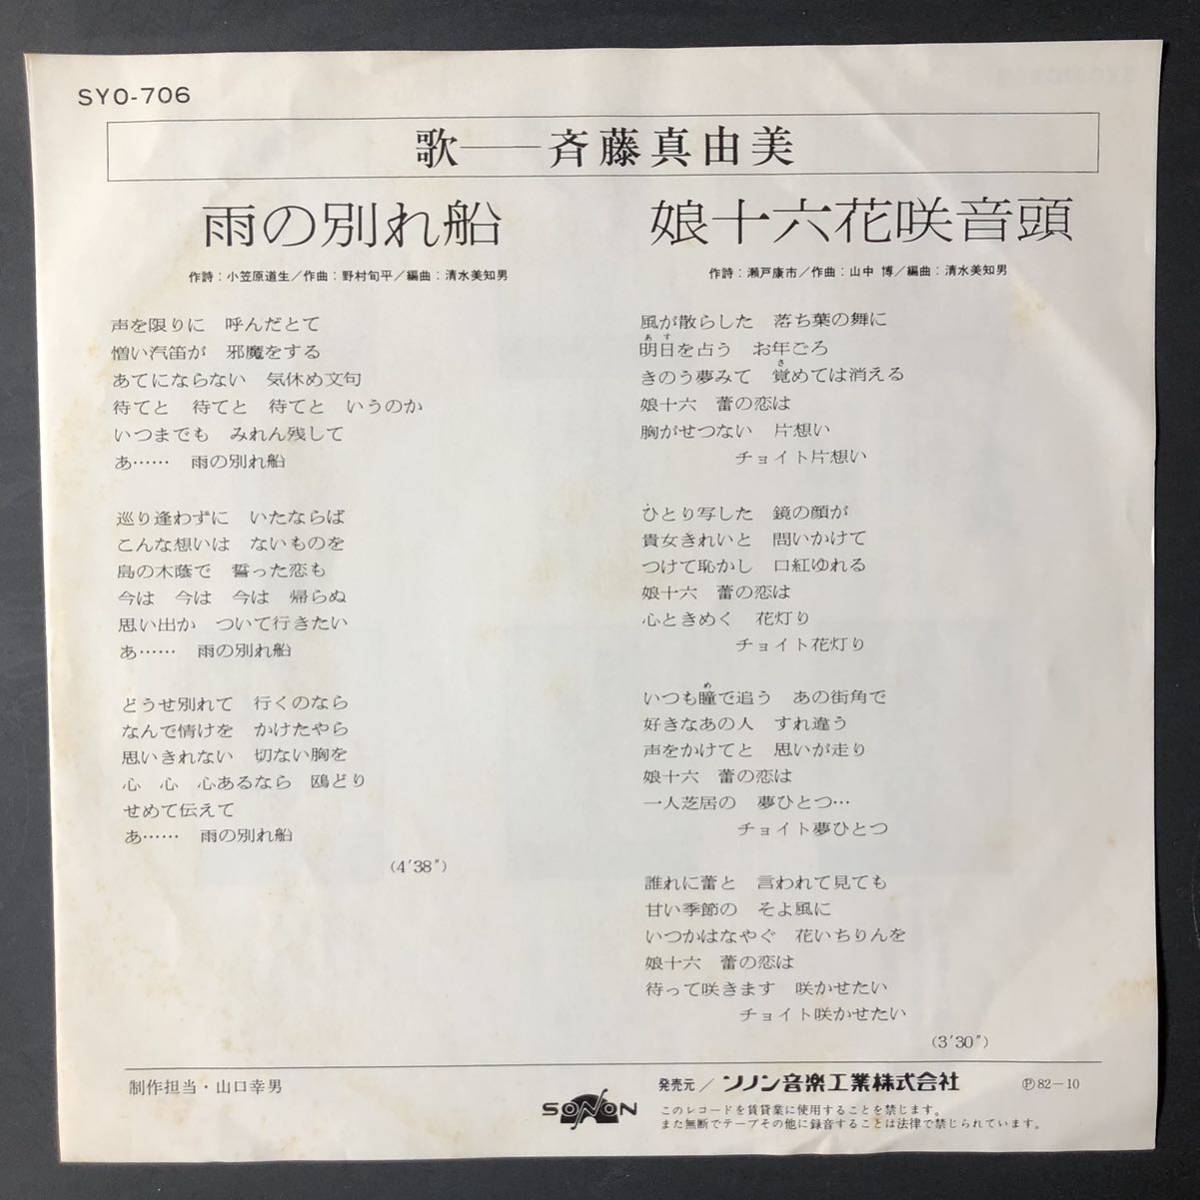 SYO-706
歌——斉藤真由美
雨の別れ船
作詩：小笠原道生／作曲：野村旬平／編曲：清水美知男
声を限りに　呼んだとて
憎い汽笛が　邪魔をする
あてにならない　気休め文句
待てと　待てと　待てと　いうのか
いつまでも　みれん残して
あ……　雨の別れ船
巡り逢わずに　いたならば
こんな想いは　ないものを
島の木蔭で　誓った恋も
今は　今は　今は　帰らぬ
思い出か　ついて行きたい
あ……　雨の別れ船
どうせ別れて　行くのなら
なんで情けを　かけたやら
思いきれない　切ない胸を
心　心　心あるなら　鴎どり
せめて伝えて
あ……　雨の別れ船
(4′38″)
娘十六花咲音頭
作詩：瀬戸康市／作曲：山中　博／編曲：清水美知男
風が散らした　落ち葉の舞に
あす
明日を占う　お年ごろ
さ
きのう夢みて　覚めては消える
娘十六　蕾の恋は
胸がせつない　片想い
チョイト片想い
ひとり写した　鏡の顔が
貴女きれいと　問いかけて
つけて恥かし　口紅ゆれる
娘十六　蕾の恋は
心ときめく　花灯り
チョイト花灯り
め
いつも瞳で追う　あの街角で
好きなあの人　すれ違う
声をかけてと　思いが走り
娘十六　蕾の恋は
一人芝居の　夢ひとつ…
チョイト夢ひとつ
誰れに蕾と　言われて見ても
甘い季節の　そよ風に
いつかはなやぐ　花いちりんを
娘十六　蕾の恋は
待って咲きます　咲かせたい
チョイト咲かせたい
(3′30″)
制作担当・山口幸男
SONON
発売元／ソノン音楽工業株式会社
Ⓟ82－10
このレコードを賃貸業に使用することを禁じます。
また無断でテープその他に録音することは法律で禁じられています。